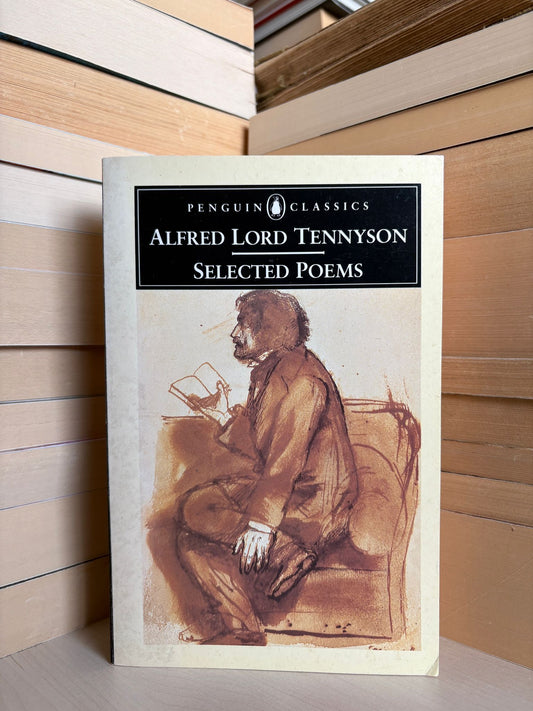 PENGUIN CLASSICS
ALFRED LORD TENNYSON
SELECTED POEMS